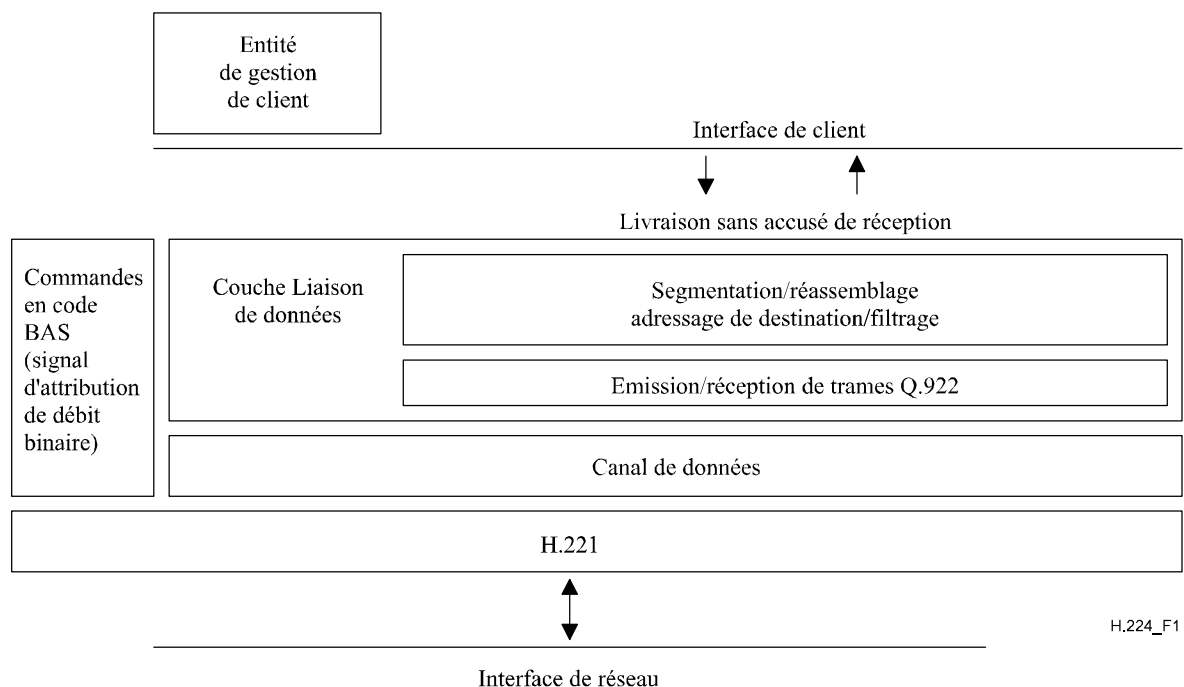 Entité
de gestion
de client
Interface de client
Livraison sans accusé de réception
Commandes
en code
BAS
(signal
d'attribution
de débit
binaire)
Couche Liaison
de données
Segmentation/réassemblage
adressage de destination/filtrage
Emission/réception de trames Q.922
Canal de données
H.221
H.224_F1
Interface de réseau